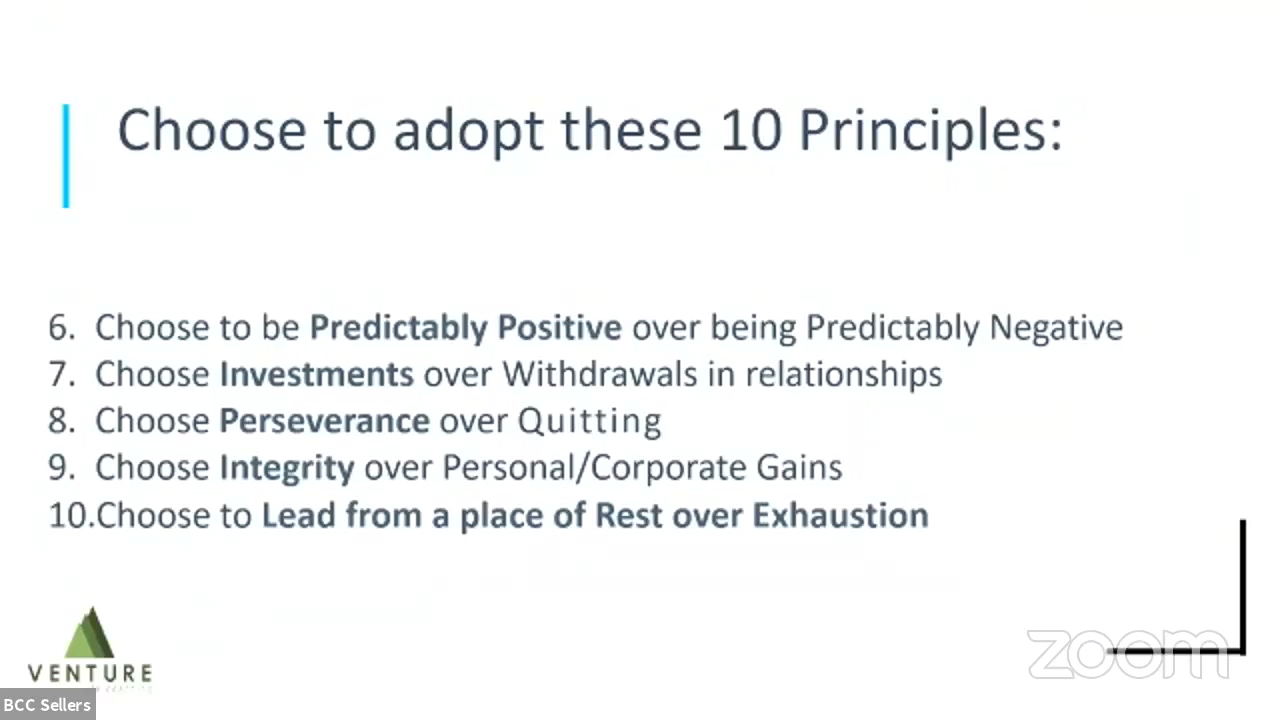 Choose to adopt these 10 Principles:
6. Choose to be Predictably Positive over being Predictably Negative
7. Choose Investments over Withdrawals in relationships
8. Choose Perseverance over Quitting
9. Choose Integrity over Personal/Corporate Gains
10.Choose to Lead from a place of Rest over Exhaustion
VENTURE
zoom
BCC Sellers